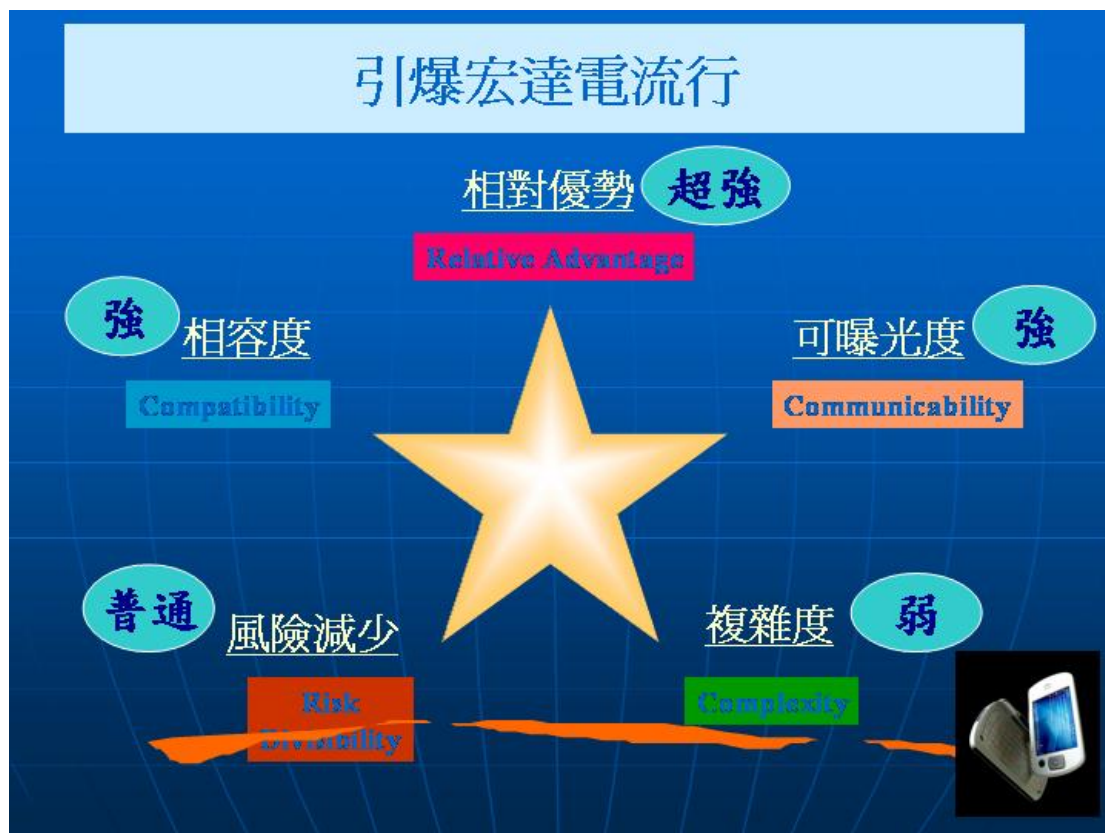 引爆宏達電流行
相對優勢 超強
Relative Advantage
強 相容度
Compatibility
可曝光度 強
Communicability
普通 風險減少
Risk
Divisibility
複雜度 弱
Complexity